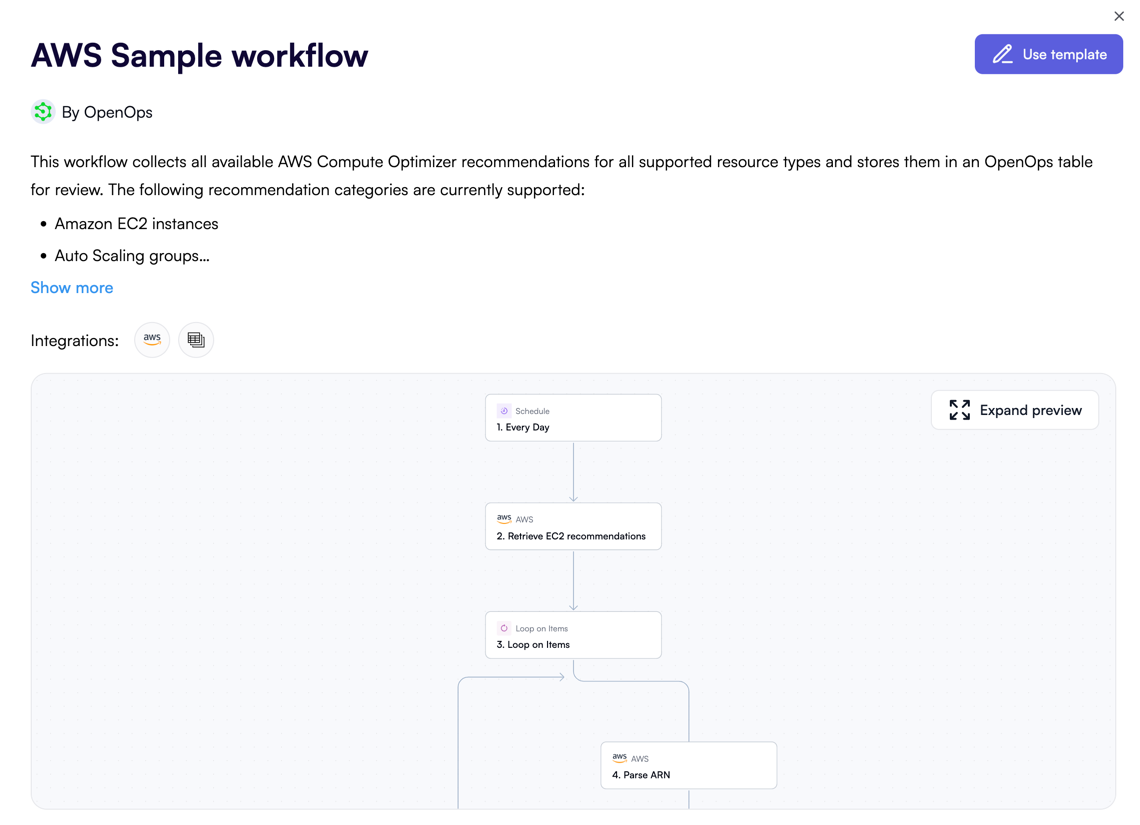 AWS Sample workflow
Use template
By OpenOps
This workflow collects all available AWS Compute Optimizer recommendations for all supported resource types and stores them in an OpenOps table
for review. The following recommendation categories are currently supported:
• Amazon EC2 instances
• Auto Scaling groups...
Show more
Integrations:
aws
Expand preview
Schedule
1. Every Day
aws AWS
2. Retrieve EC2 recommendations
Loop on Items
3. Loop on Items
aws AWS
4. Parse ARN